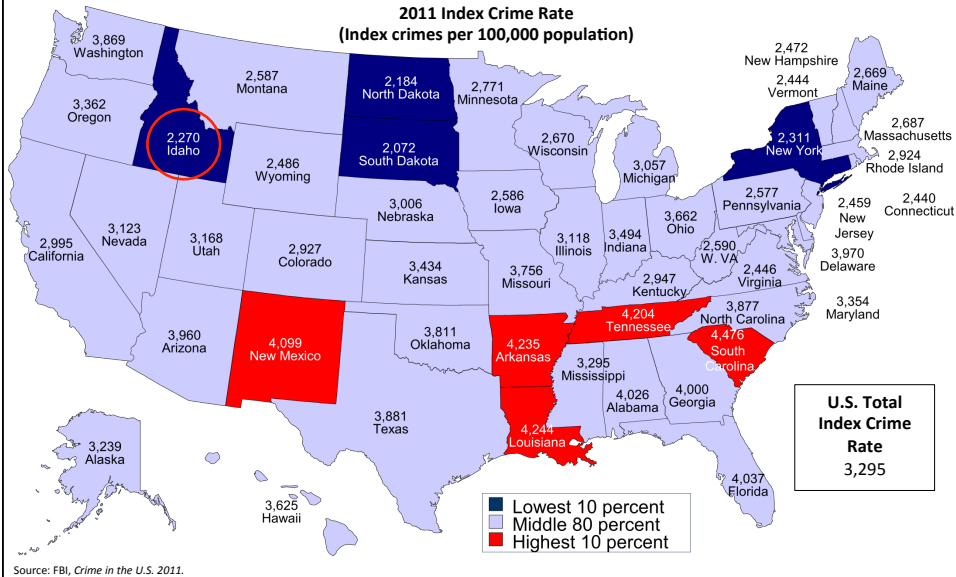 2011 Index Crime Rate
(Index crimes per 100,000 population)
3,869
Washington
3,362
Oregon
2,270
Idaho
2,587
Montana
2,486
Wyoming
2,184
North Dakota
2,072
South Dakota
2,771
Minnesota
2,670
Wisconsin
3,057
Michigan
2,472
New Hampshire
2,444
Vermont
2,669
Maine
2,311
New York
2,687
Massachusetts
2,924
Rhode Island
2,440
Connecticut
2,459
New
Jersey
3,970
Delaware
3,354
Maryland
2,577
Pennsylvania
3,006
Nebraska
2,586
Iowa
3,118
Illinois
3,494
Indiana
3,662
Ohio
2,590
W. VA
2,446
Virginia
2,995
California
3,123
Nevada
3,168
Utah
2,927
Colorado
3,434
Kansas
3,756
Missouri
2,947
Kentucky
3,877
North Carolina
3,960
Arizona
4,099
New Mexico
3,811
Oklahoma
4,235
Arkansas
4,204
Tennessee
4,476
South
Carolina
3,295
Mississippi
4,026
Alabama
4,000
Georgia
3,881
Texas
4,244
Louisiana
4,037
Florida
3,239
Alaska
3,625
Hawaii
U.S. Total
Index Crime
Rate
3,295
Lowest 10 percent
Middle 80 percent
Highest 10 percent
Source: FBI, Crime in the U.S. 2011.